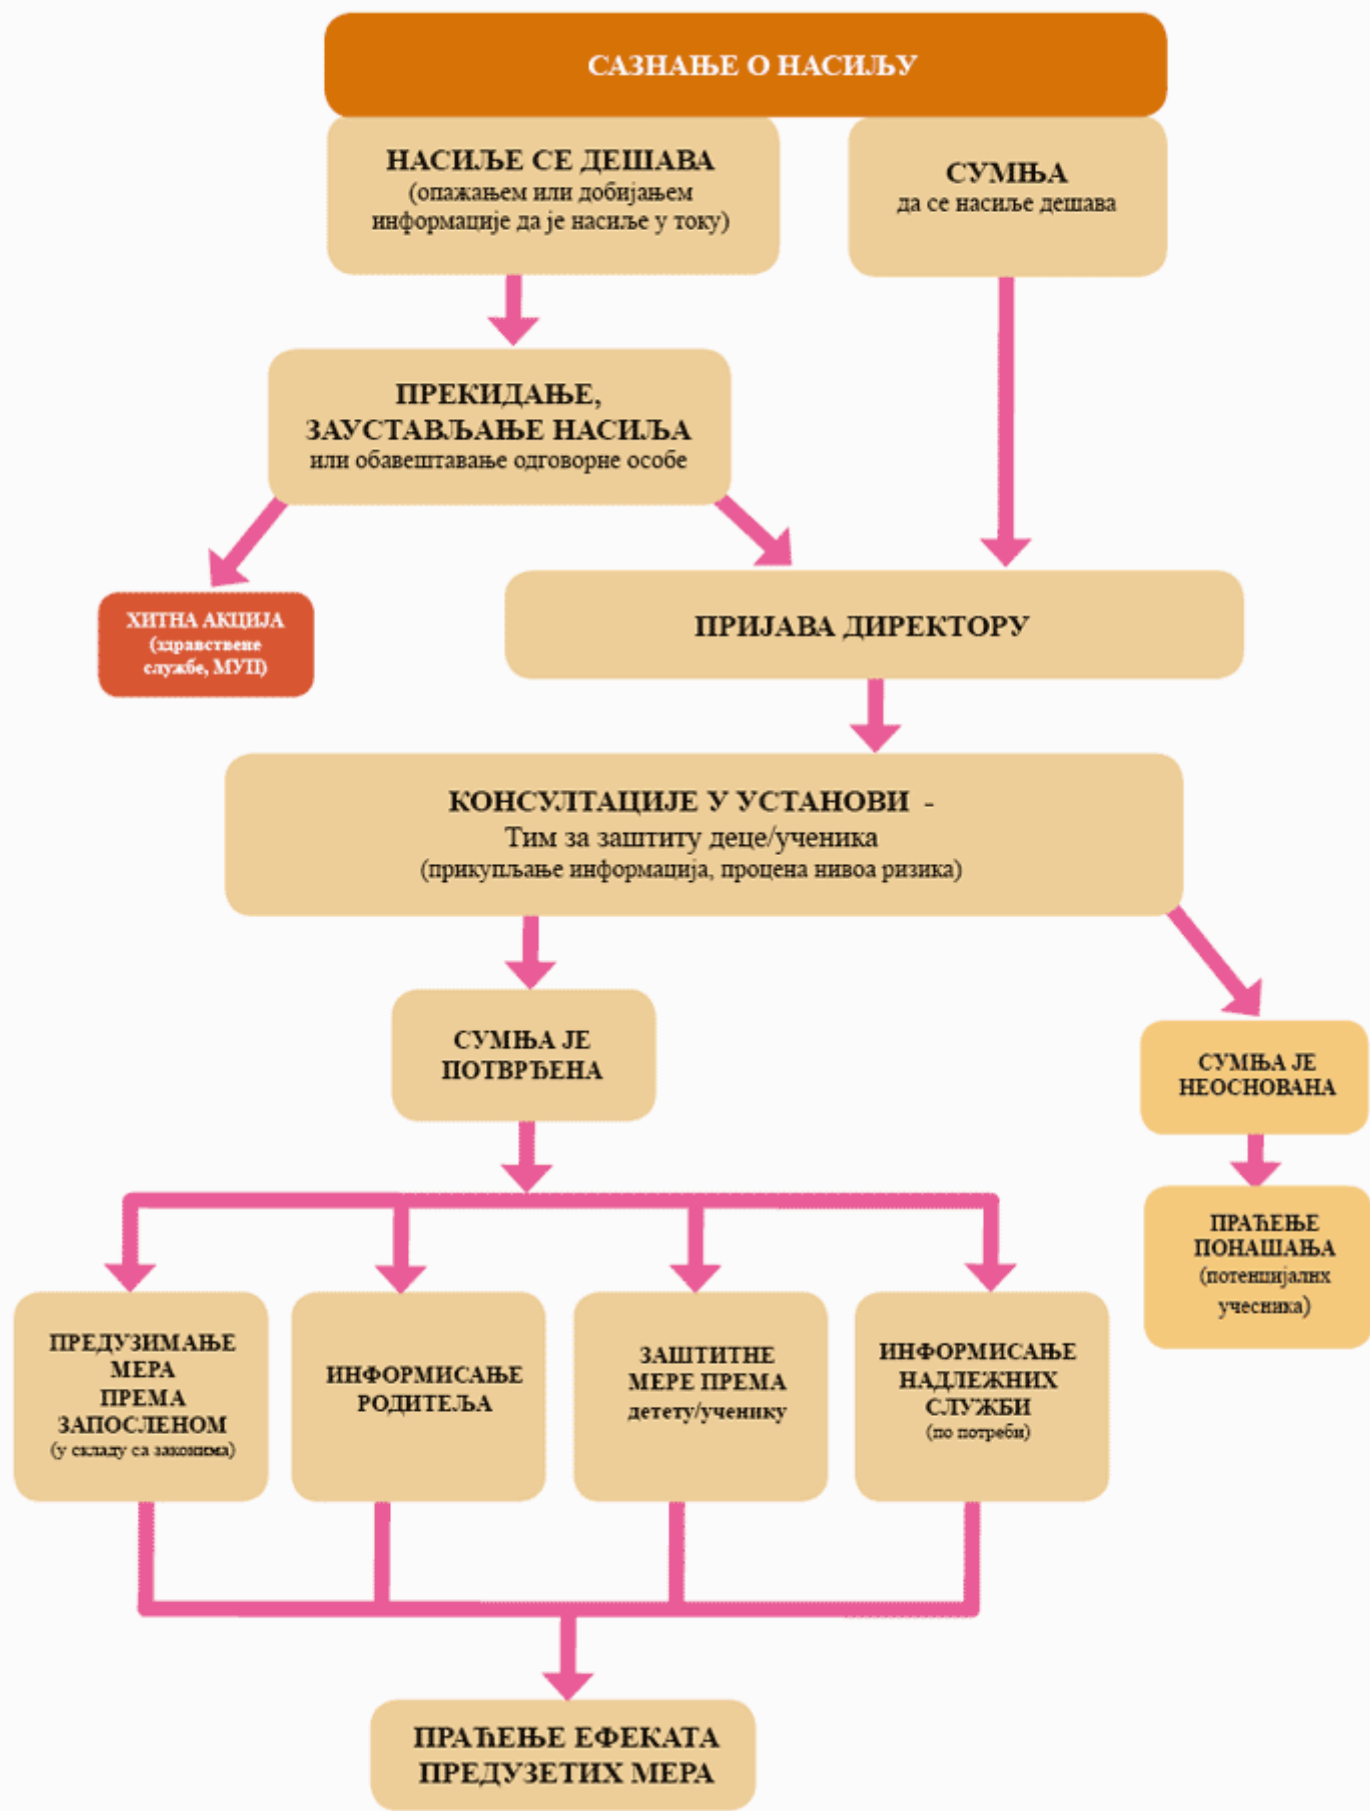 САЗНАЊЕ О НАСИЉУ
НАСИЉЕ СЕ ДЕШАВА
(опажањем или добијањем
информације да је насиље у току)
СУМЊА
да се насиље дешава
ПРЕКИДАЊЕ,
ЗАУСТАВЉАЊЕ НАСИЉА
или обавештавање одговорне особе
ХИТНА АКЦИЈА
(здравствене
службе, МУП)
ПРИЈАВА ДИРЕКТОРУ
КОНСУЛТАЦИЈЕ У УСТАНОВИ -
Тим за заштиту деце/ученика
(прикупљање информација, процена нивоа ризика)
СУМЊА ЈЕ
ПОТВРЂЕНА
СУМЊА ЈЕ
НЕОСНОВАНА
ПРАЋЕЊЕ
ПОНАШАЊА
(потенцијалнх
учесника)
ПРЕДУЗИМАЊЕ
МЕРА
ПРЕМА
ЗАПОСЛЕНОМ
(у складу са законима)
ИНФОРМИСАЊЕ
РОДИТЕЉА
ЗАШТИТНЕ
МЕРЕ ПРЕМА
детету/ученику
ИНФОРМИСАЊЕ
НАДЛЕЖНИХ
СЛУЖБИ
(по потреби)
ПРАЋЕЊЕ ЕФЕКАТА
ПРЕДУЗЕТИХ МЕРА